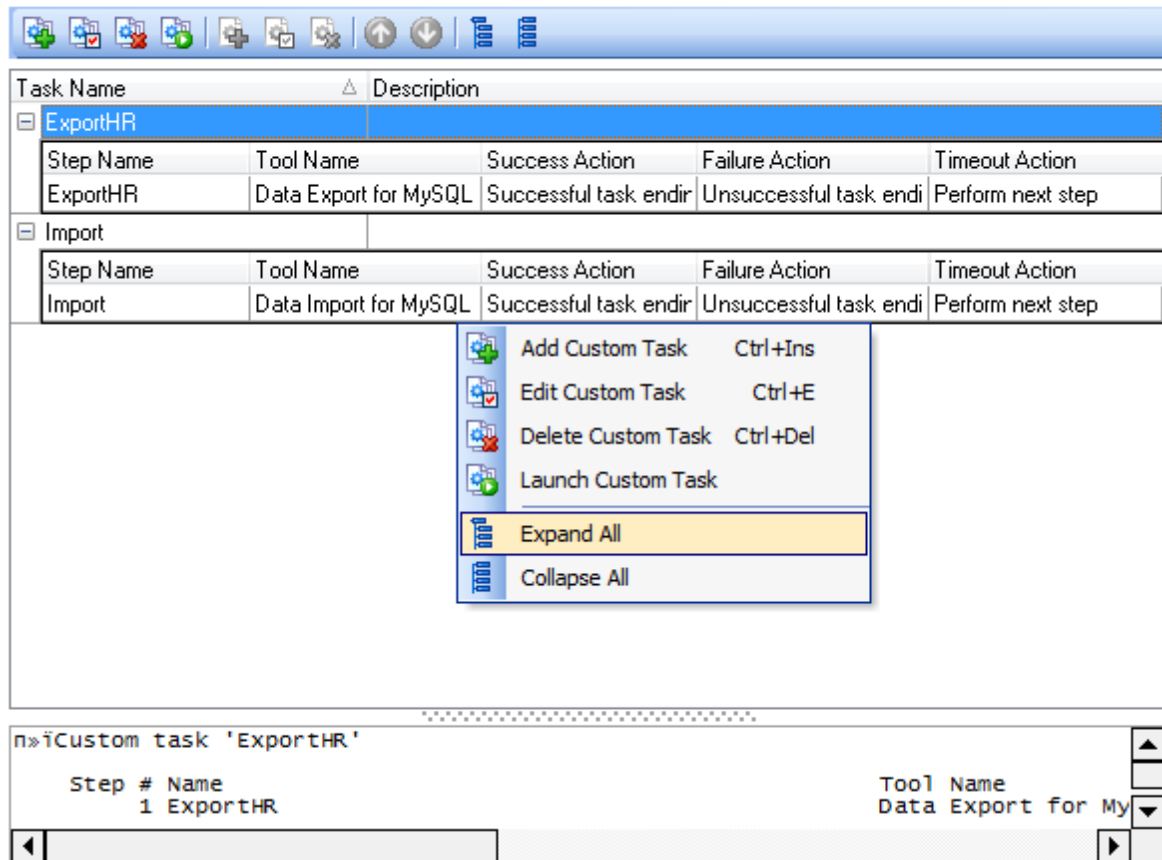 Task Name Description
ExportHR
Step Name Tool Name Success Action Failure Action Timeout Action
ExportHR Data Export for MySQL Successful task endir Unsuccessful task endi Perform next step
Import
Step Name Tool Name Success Action Failure Action Timeout Action
Import Data Import for MySQL Successful task endir Unsuccessful task endi Perform next step
Add Custom Task Ctrl+Ins
Edit Custom Task Ctrl+E
Delete Custom Task Ctrl+Del
Launch Custom Task
Expand All
Collapse All
п»їCustom task 'ExportHR'
Step # Name Tool Name
1 ExportHR Data Export for My